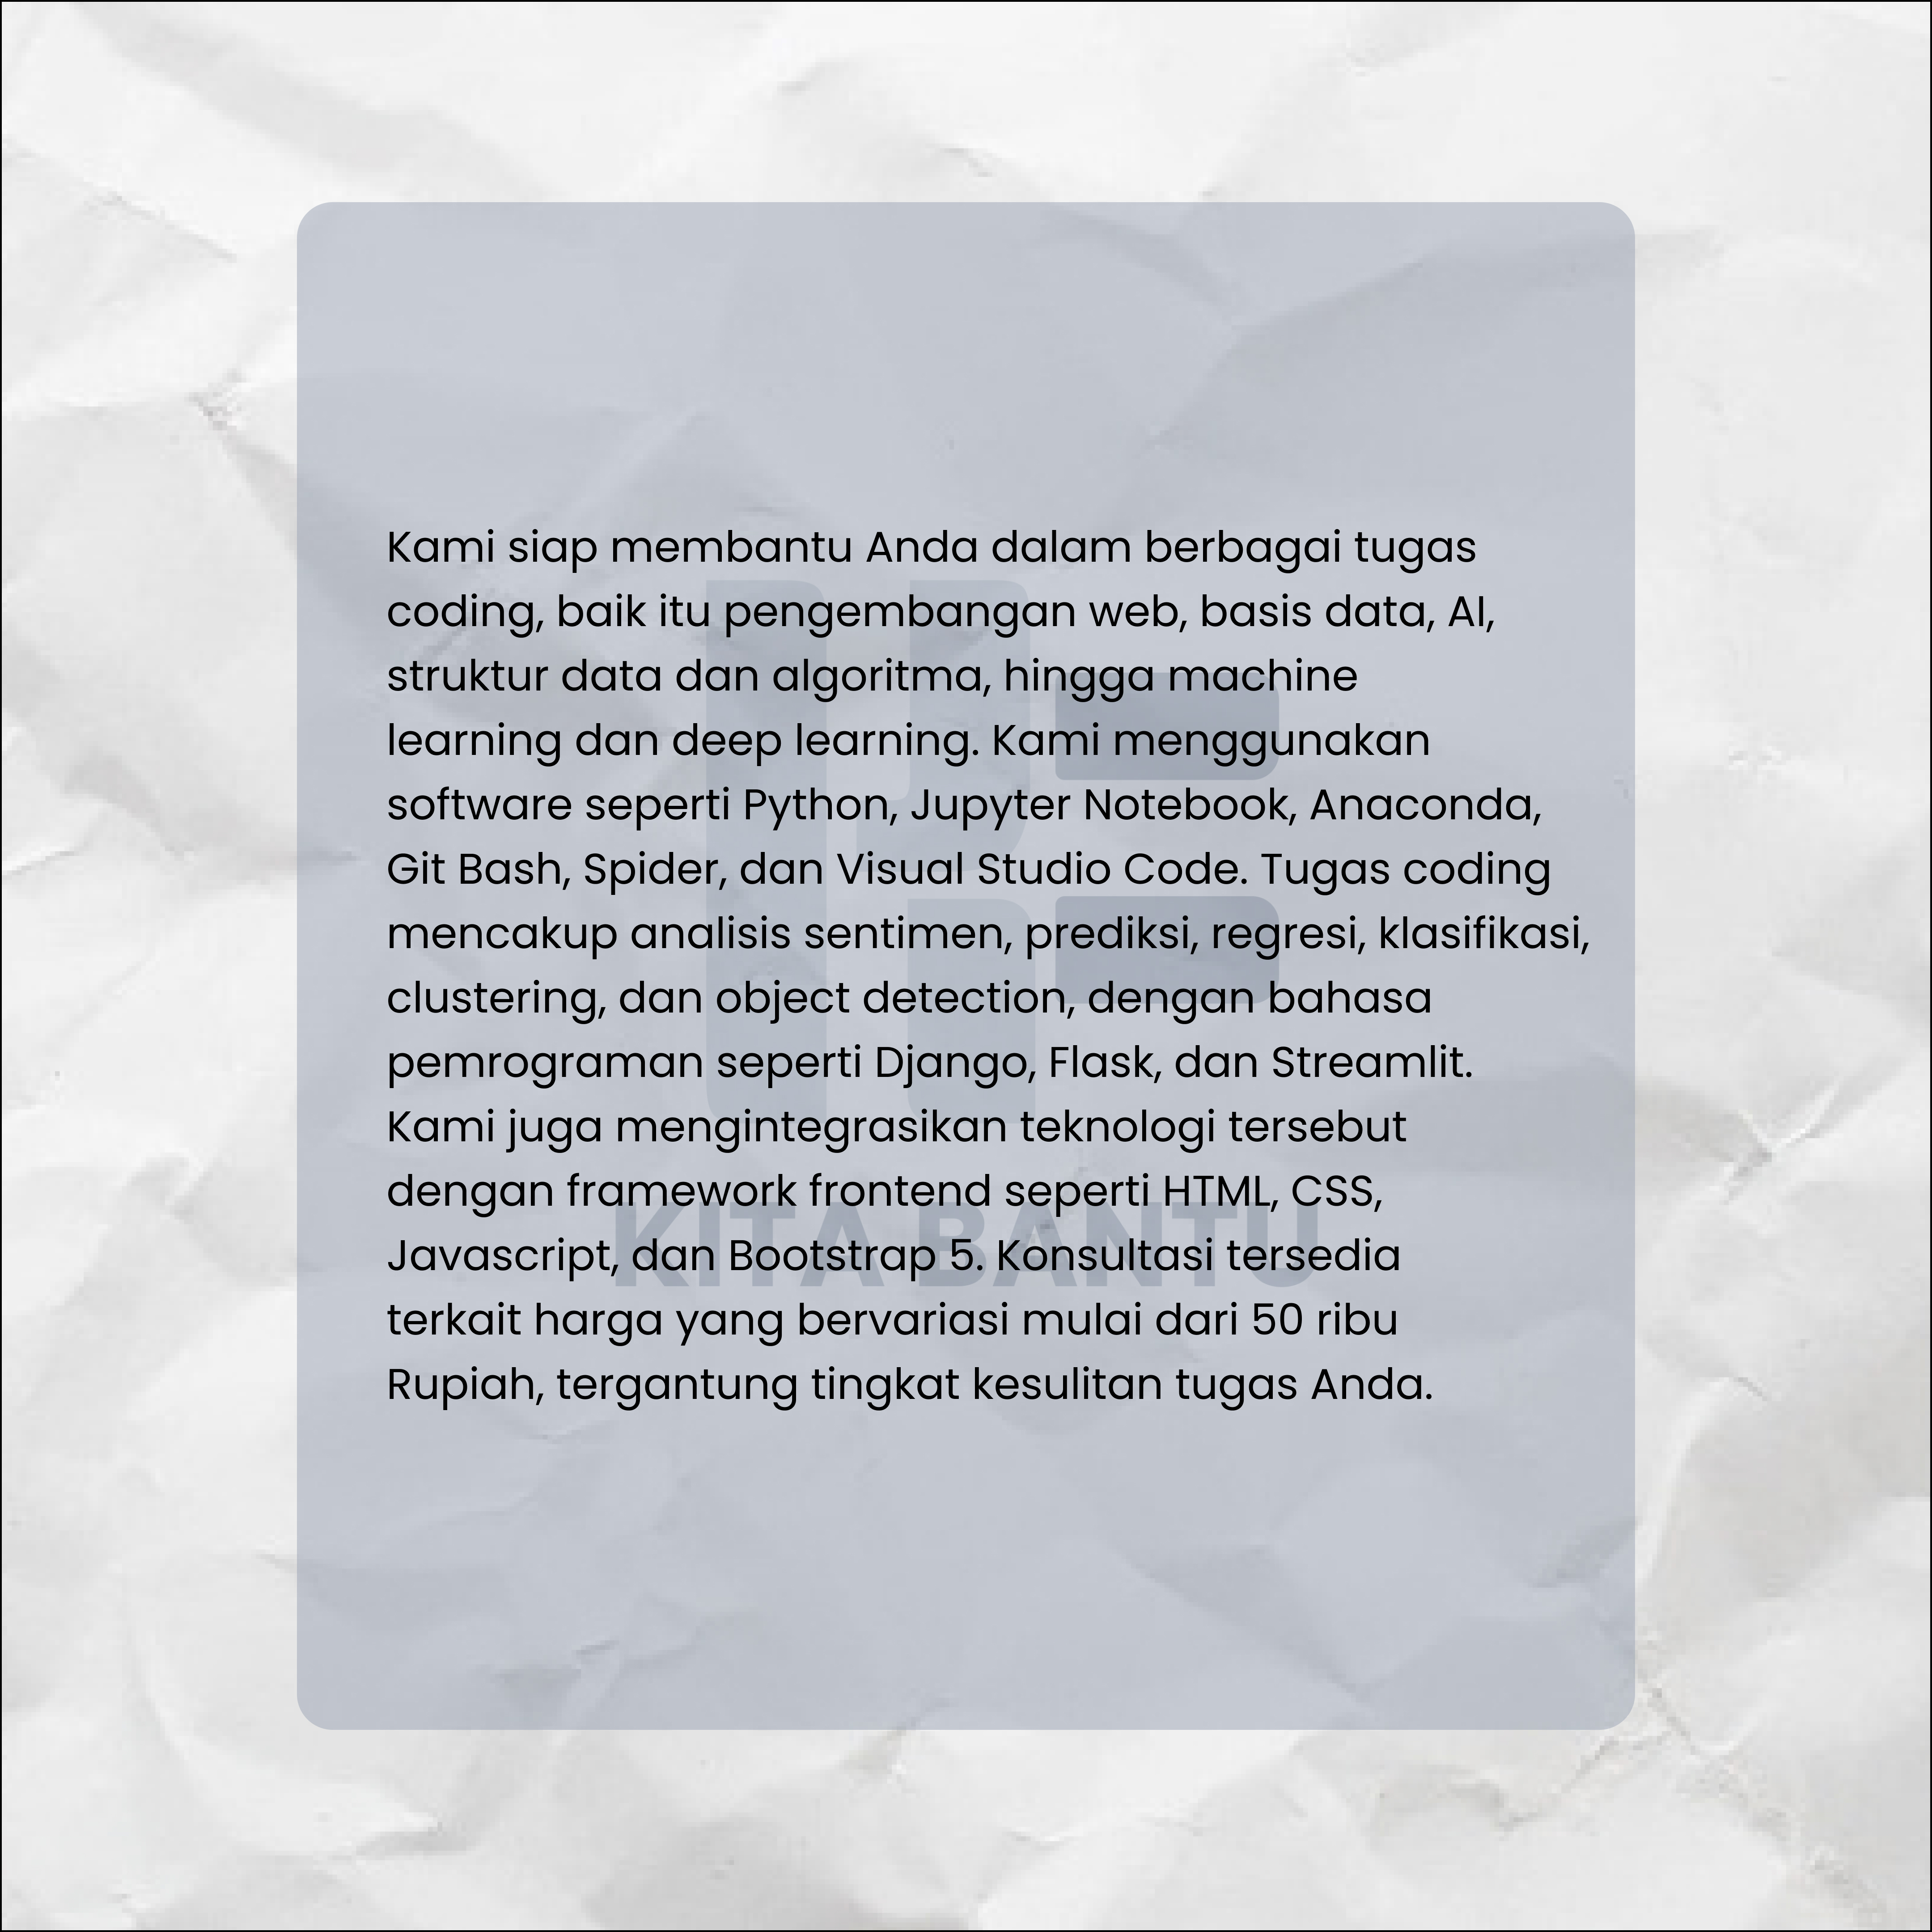 Kami siap membantu Anda dalam berbagai tugas
coding, baik itu pengembangan web, basis data, AI,
struktur data dan algoritma, hingga machine
learning dan deep learning. Kami menggunakan
software seperti Python, Jupyter Notebook, Anaconda,
Git Bash, Spider, dan Visual Studio Code. Tugas coding
mencakup analisis sentimen, prediksi, regresi, klasifikasi,
clustering, dan object detection, dengan bahasa
pemrograman seperti Django, Flask, dan Streamlit.
Kami juga mengintegrasikan teknologi tersebut
dengan framework frontend seperti HTML, CSS,
Javascript, dan Bootstrap 5. Konsultasi tersedia
terkait harga yang bervariasi mulai dari 50 ribu
Rupiah, tergantung tingkat kesulitan tugas Anda.
KITA BANTU